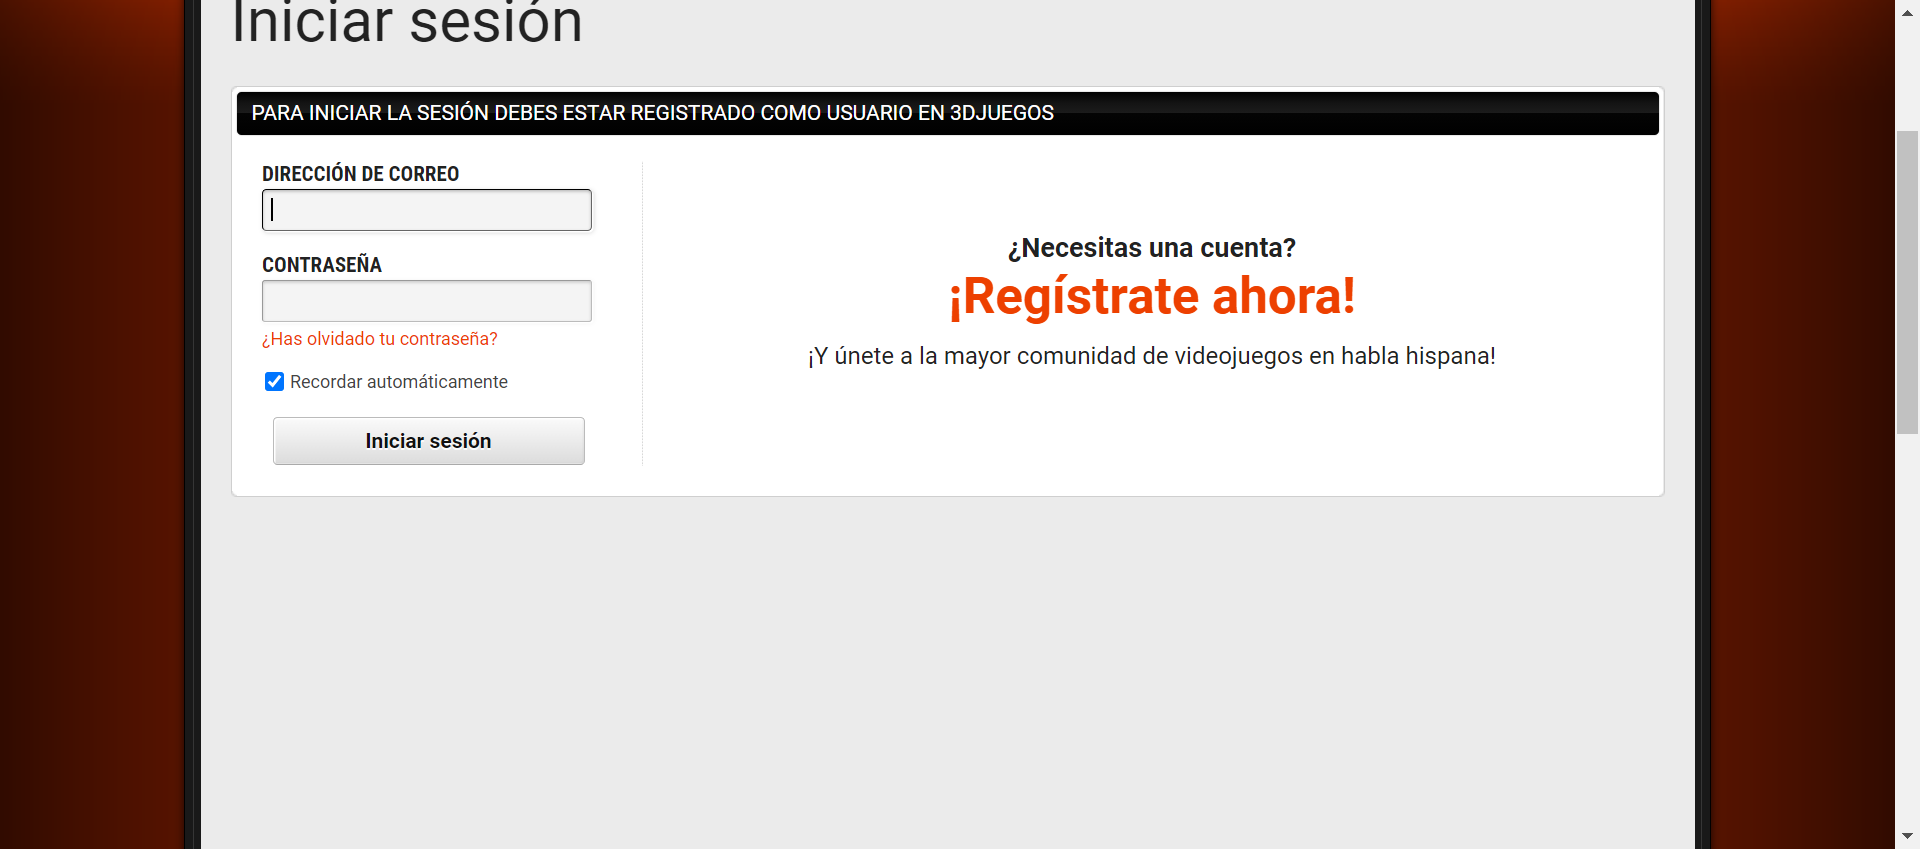 Iniciar sesión
PARA INICIAR LA SESIÓN DEBES ESTAR REGISTRADO COMO USUARIO EN 3DJUEGOS
DIRECCIÓN DE CORREO
CONTRASEÑA
¿Has olvidado tu contraseña?
Recordar automáticamente
Iniciar sesión
¿Necesitas una cuenta?
¡Regístrate ahora!
¡Y únete a la mayor comunidad de videojuegos en habla hispana!